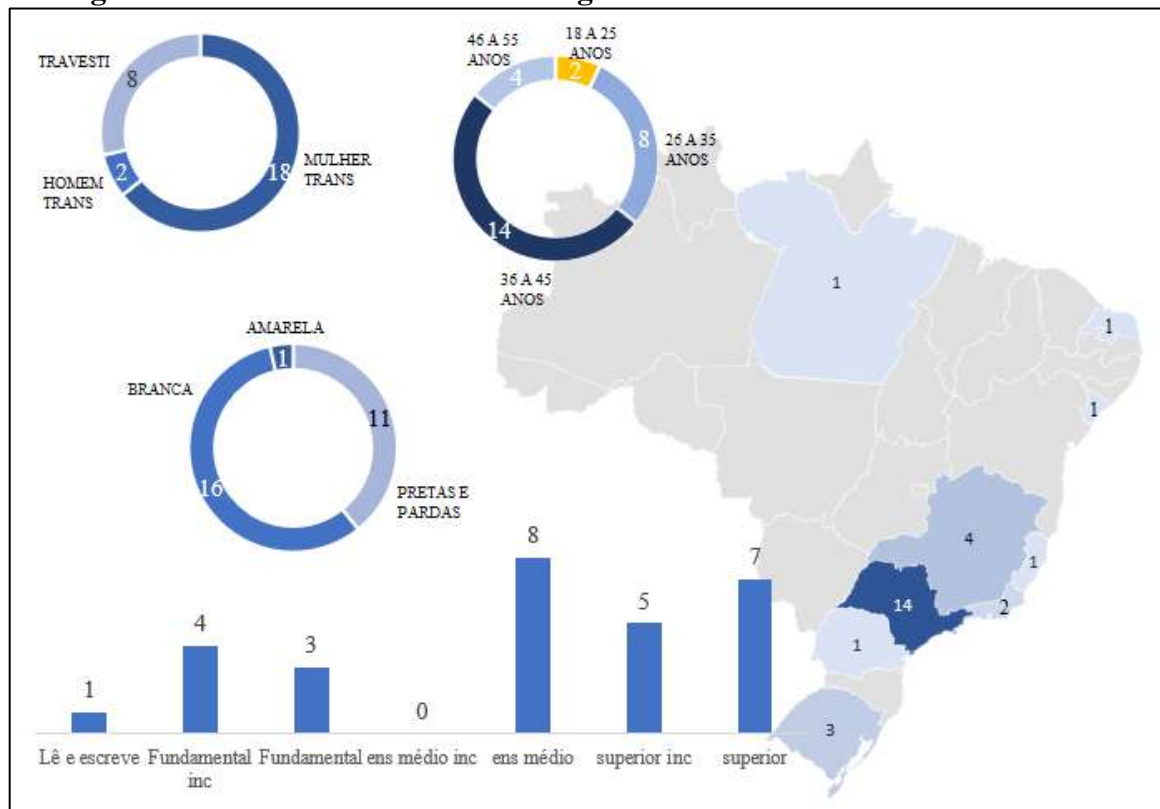 TRAVESTI
8
HOMEM
TRANS
2
18
MULHER
TRANS
46 A 55
ANOS
4
18 A 25
ANOS
2
8
26 A 35
ANOS
14
36 A 45
ANOS
AMARELA
1
BRANCA
11
16
PRETAS E
PARDAS
1
1
1
4
1
2
14
1
3
1
4
3
0
8
5
7
Lê e escreve
Fundamental
inc
Fundamental
ens médio inc
ens médio
superior inc
superior